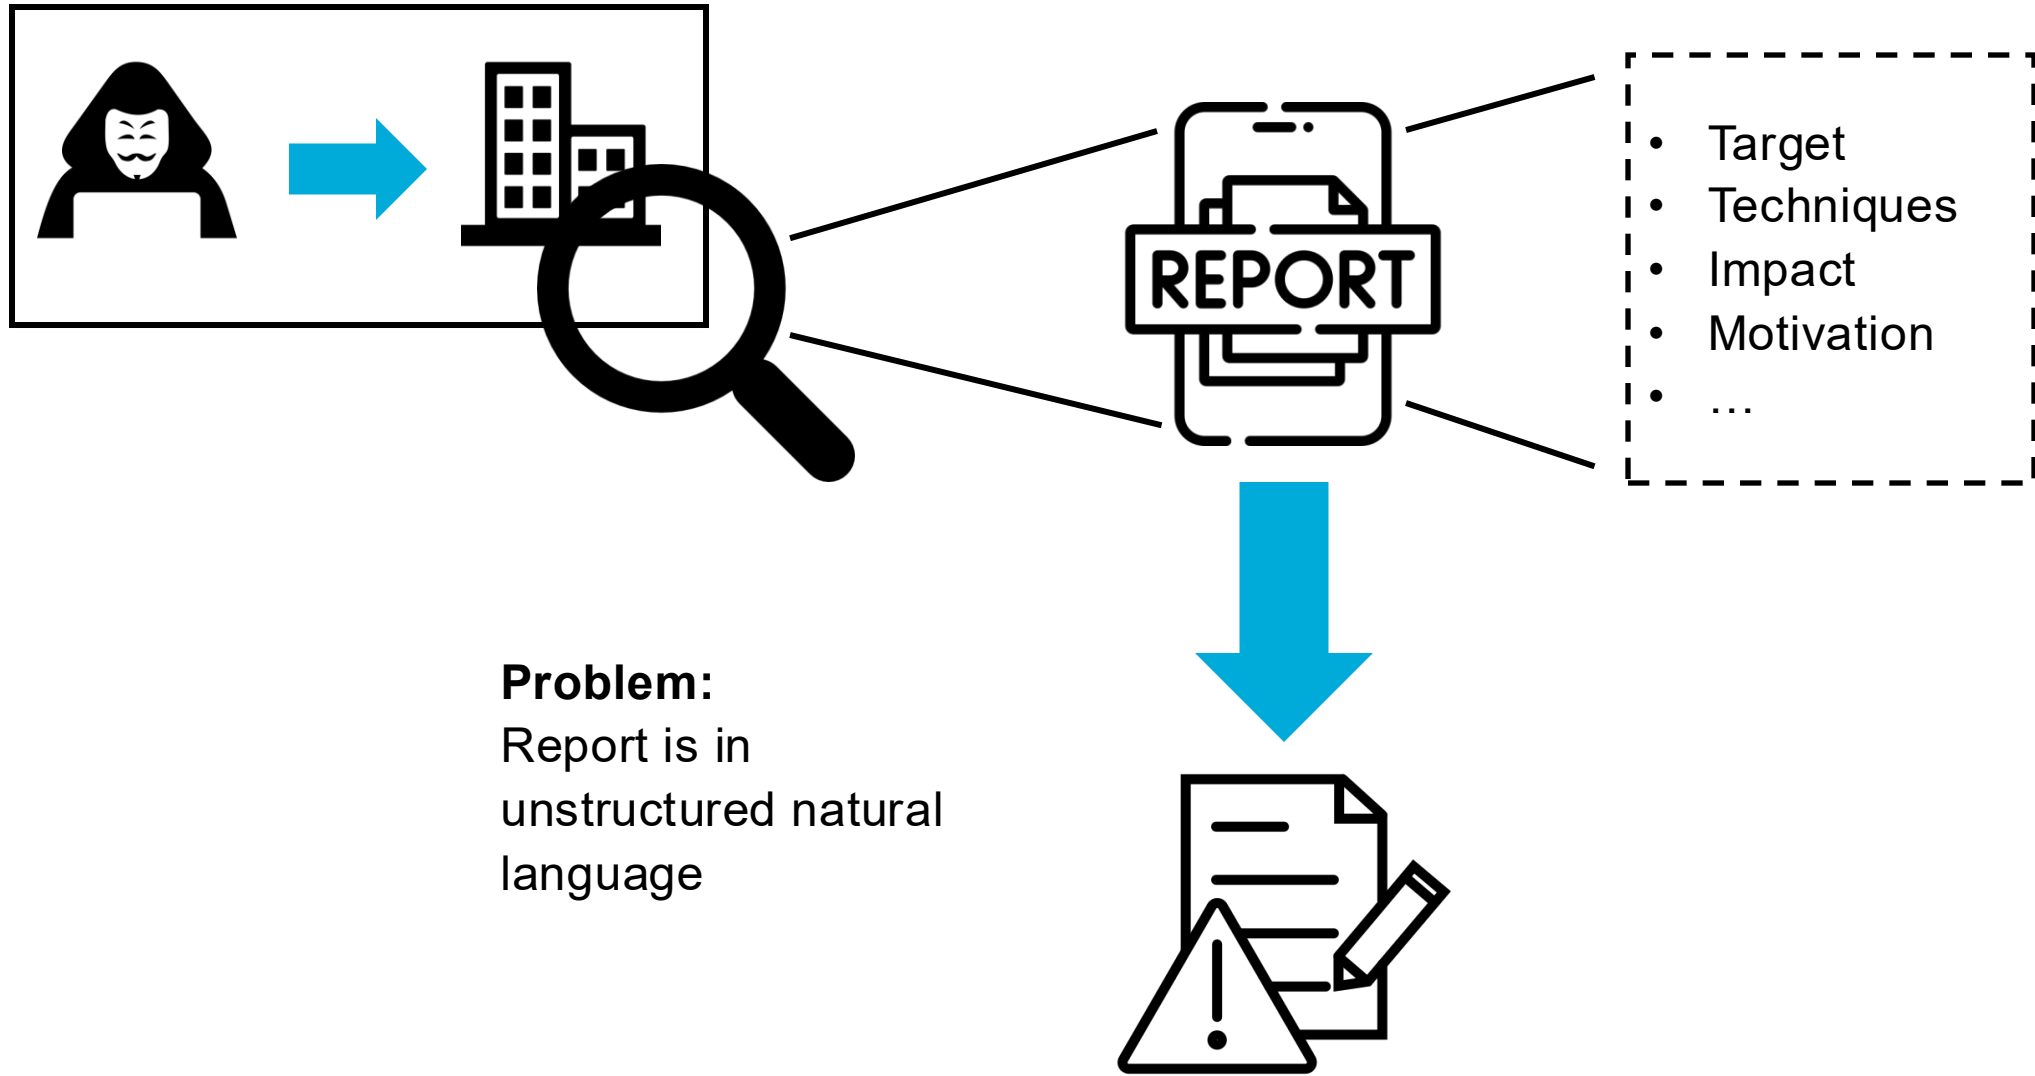 REPORT
• Target
• Techniques
• Impact
• Motivation
• ...
Problem:
Report is in
unstructured natural
language